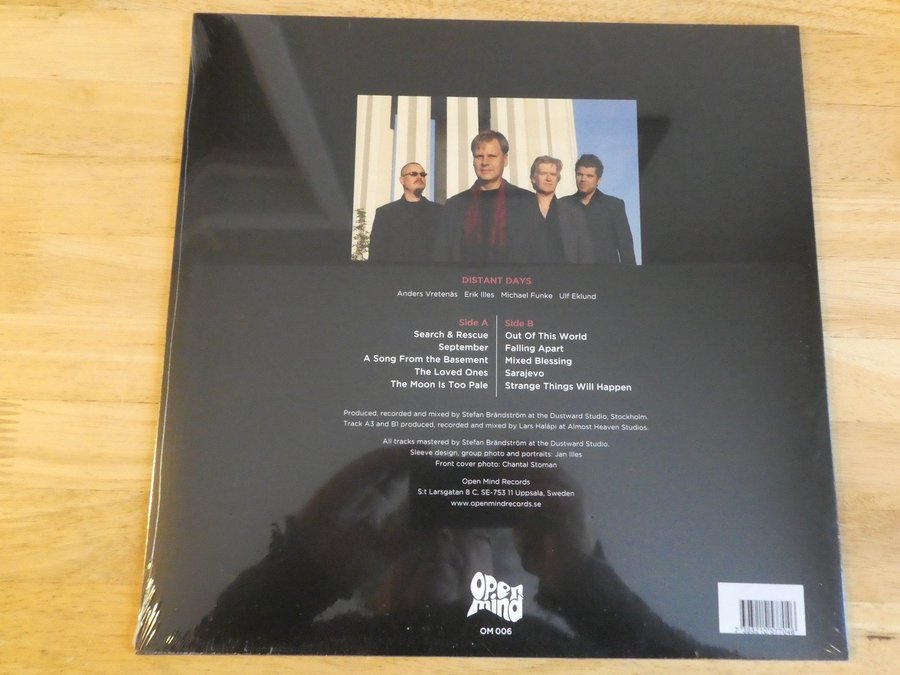 DISTANT DAYS
Anders Vretenäs Erik Illes Michael Funke Ulf Eklund
Side A
Search & Rescue
September
A Song From the Basement
The Loved Ones
The Moon Is Too Pale
Side B
Out Of This World
Falling Apart
Mixed Blessing
Sarajevo
Strange Things Will Happen
Produced, recorded and mixed by Stefan Brändström at the Dustward Studio, Stockholm.
Track A3 and B1 produced, recorded and mixed by Lars Halápi at Almost Heaven Studios.
All tracks mastered by Stefan Brändström at the Dustward Studio.
Sleeve design, group photo and portraits: Jan Illes
Front cover photo: Chantal Stoman
Open Mind Records
S:t Larsgatan 8 C, SE-753 11 Uppsala, Sweden
www.openmindrecords.se
Open
mind
OM 006